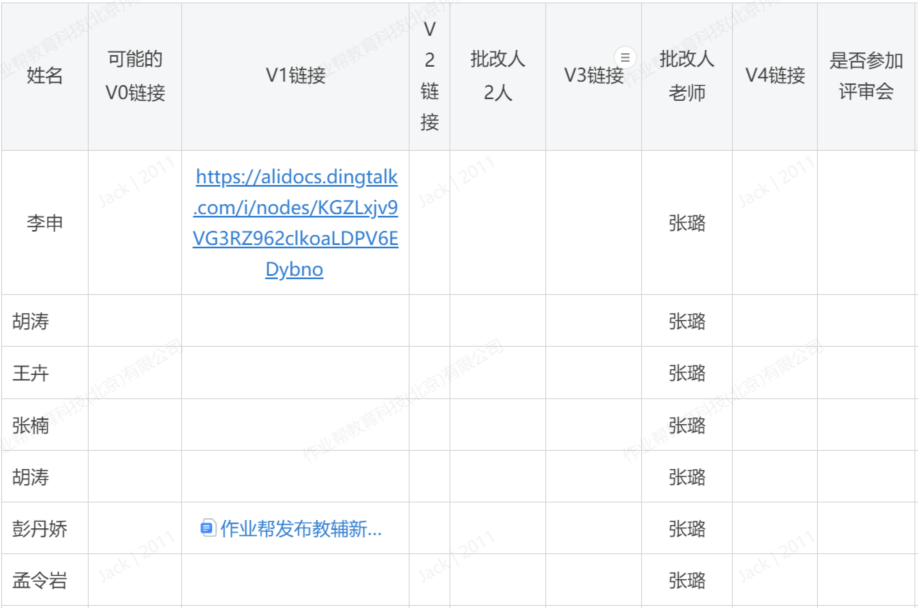 姓名
可能的
V0链接
V1链接
V
2
链
接
批改人
2人
V3链接
批改人
老师
V4链接
是否参加
评审会
李申
https://alidocs.dingtalk
.com/i/nodes/KGZLxjv9
VG3RZ962clkoaLDPV6E
Dybno
张璐
胡涛
张璐
王卉
张璐
张楠
张璐
胡涛
张璐
彭丹娇
作业帮发布教辅新...
张璐
孟令岩
张璐
作业帮教育科技(北京)有限公司
Jack | 2011